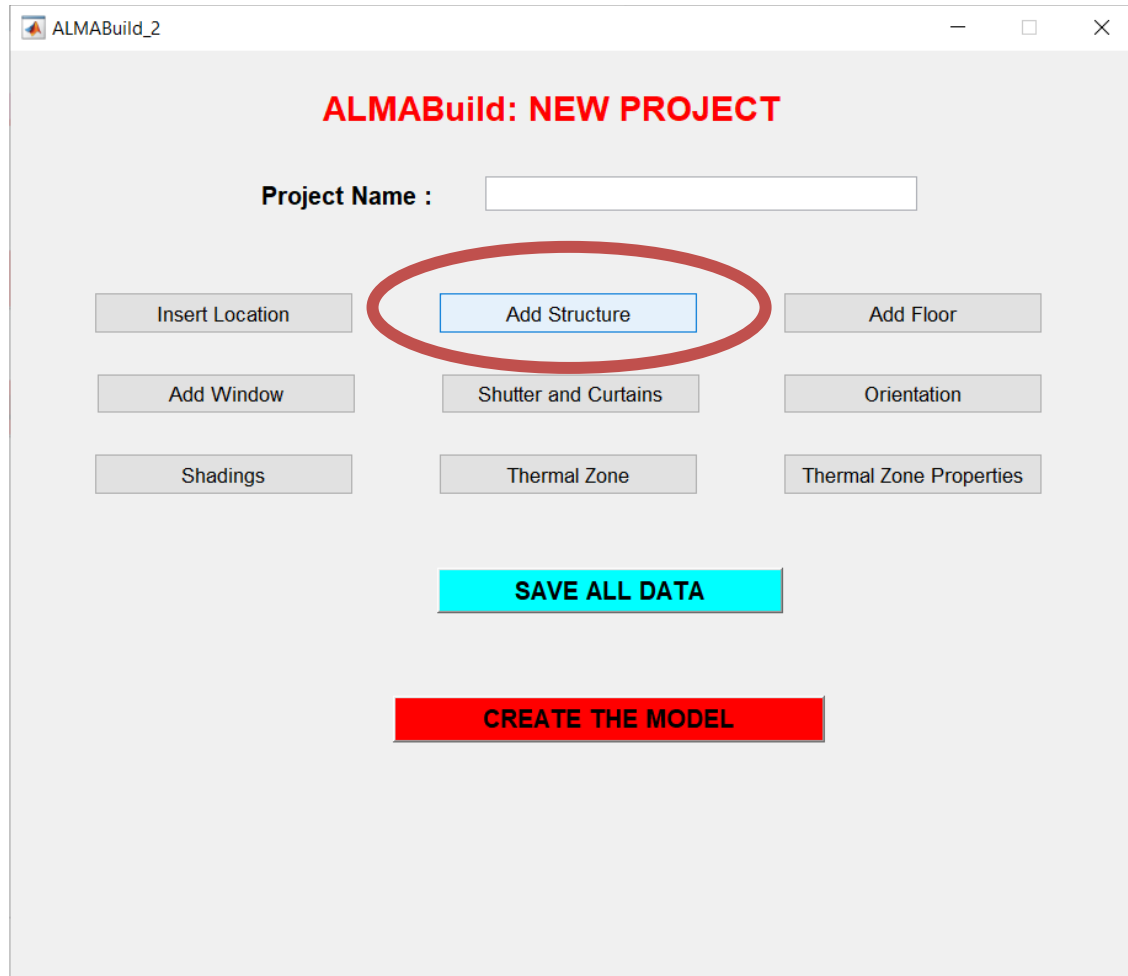 ALMABuild_2
ALMABuild: NEW PROJECT
Project Name :
Insert Location
Add Structure
Add Floor
Add Window
Shutter and Curtains
Orientation
Shadings
Thermal Zone
Thermal Zone Properties
SAVE ALL DATA
CREATE THE MODEL